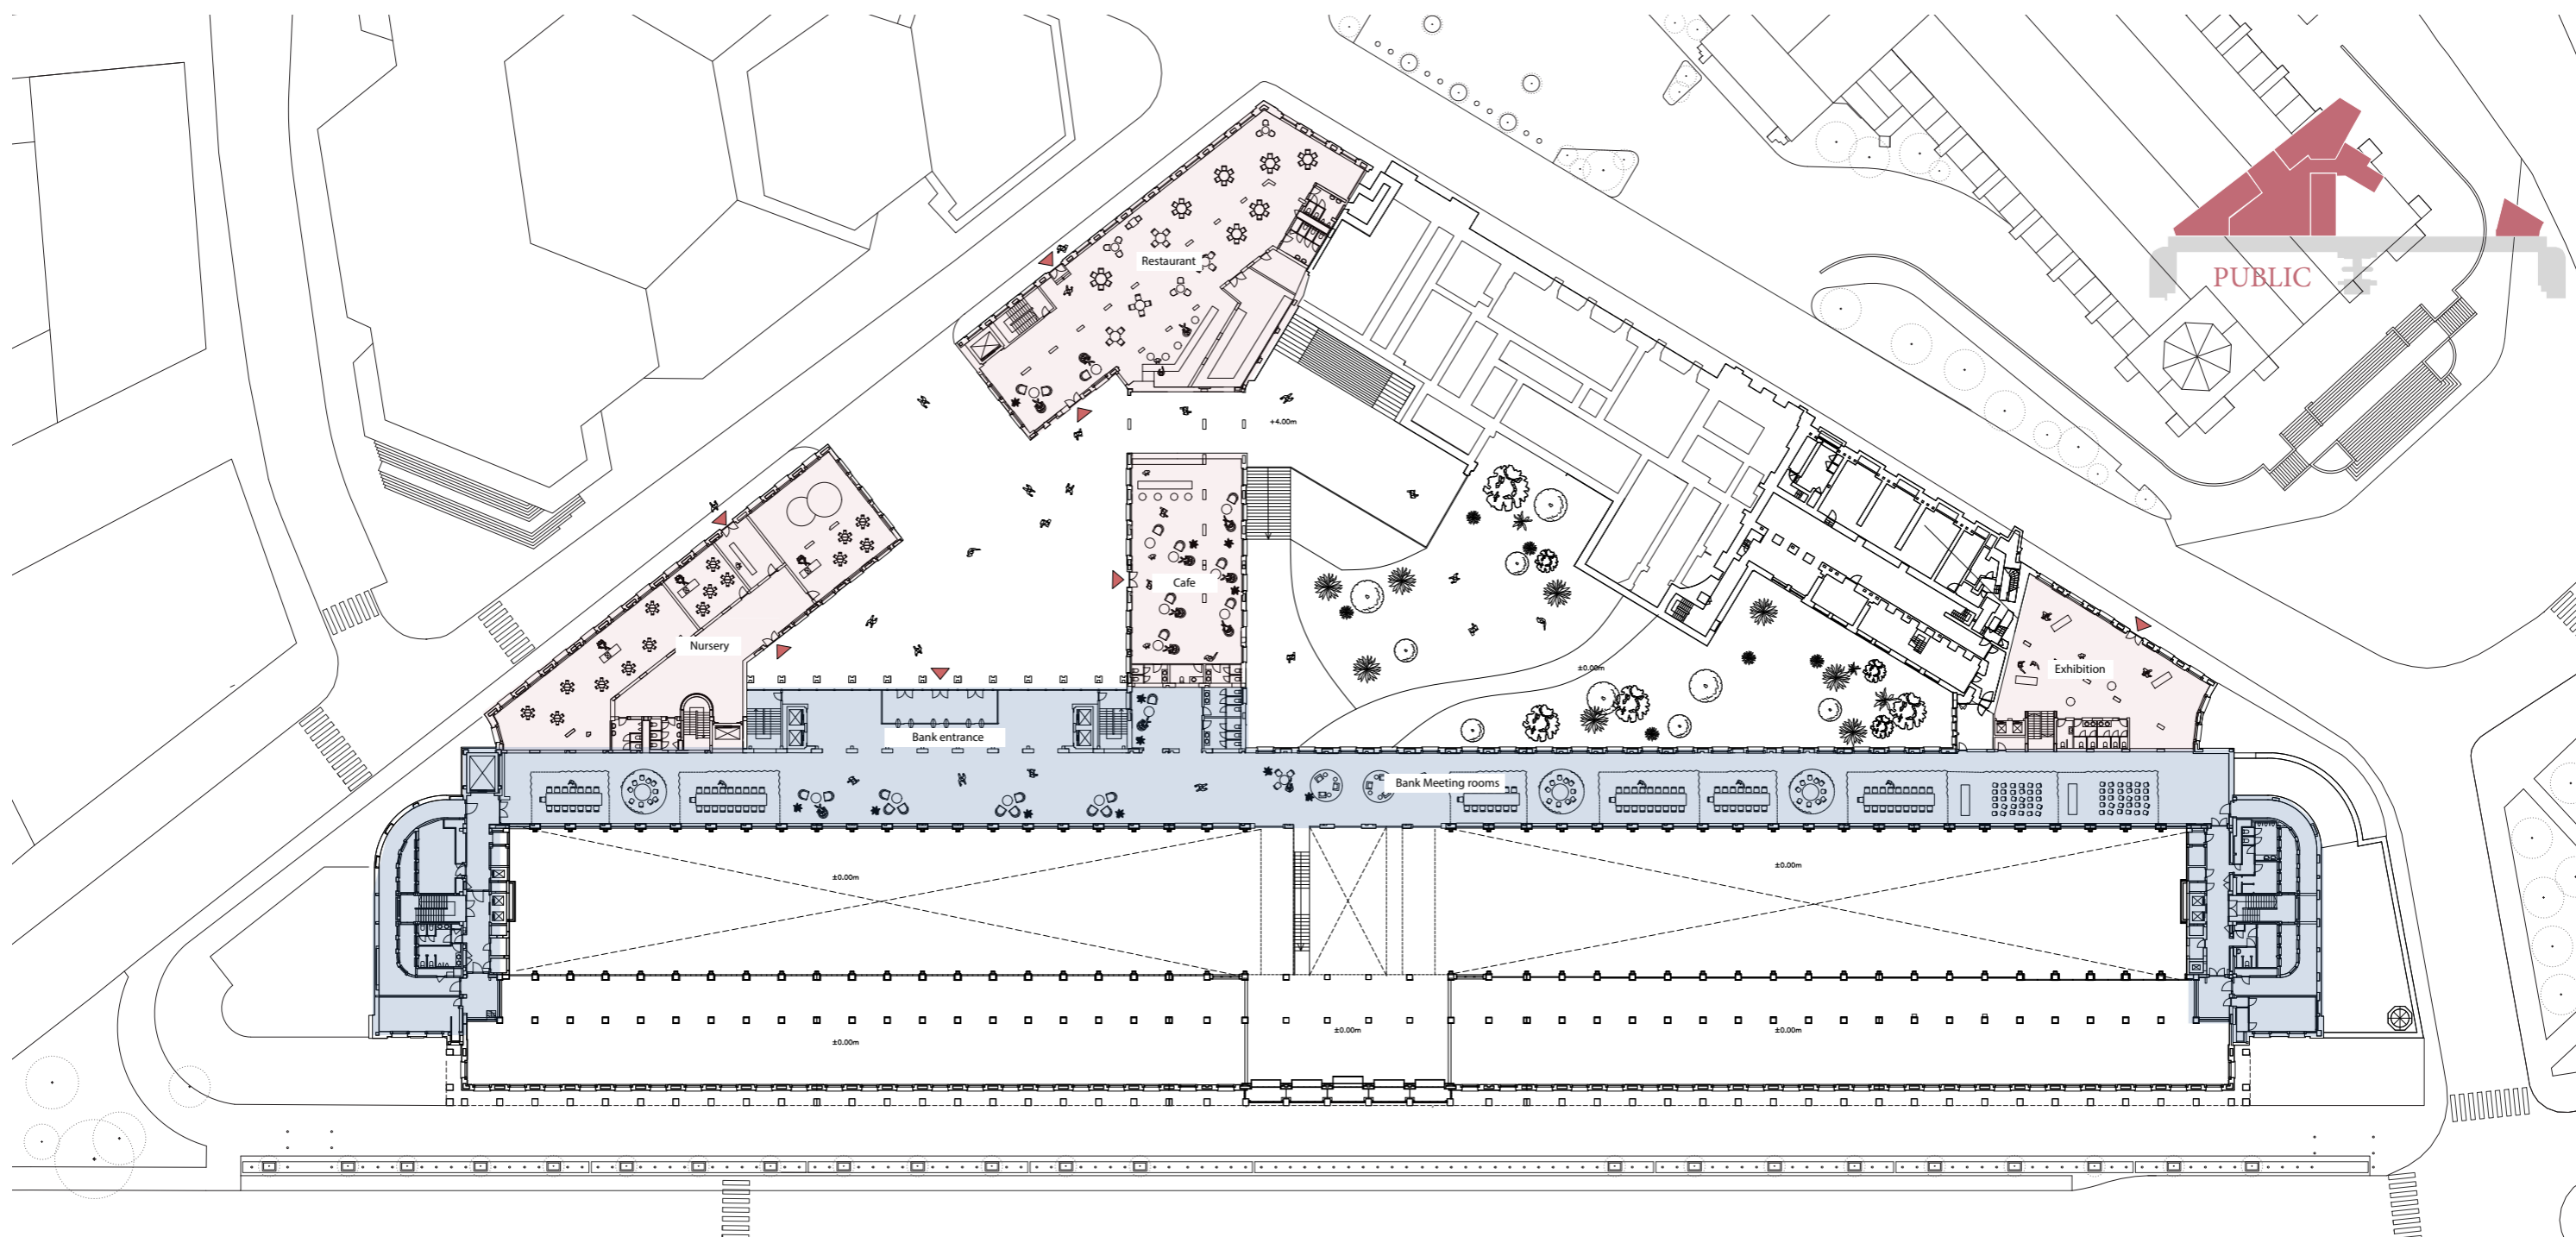 Restaurant
PUBLIC
+4.00m
Cafe
Nursery
±0.00m
Exhibition
Bank entrance
Bank Meeting rooms
±0.00m
±0.00m
±0.00m
±0.00m
±0.00m